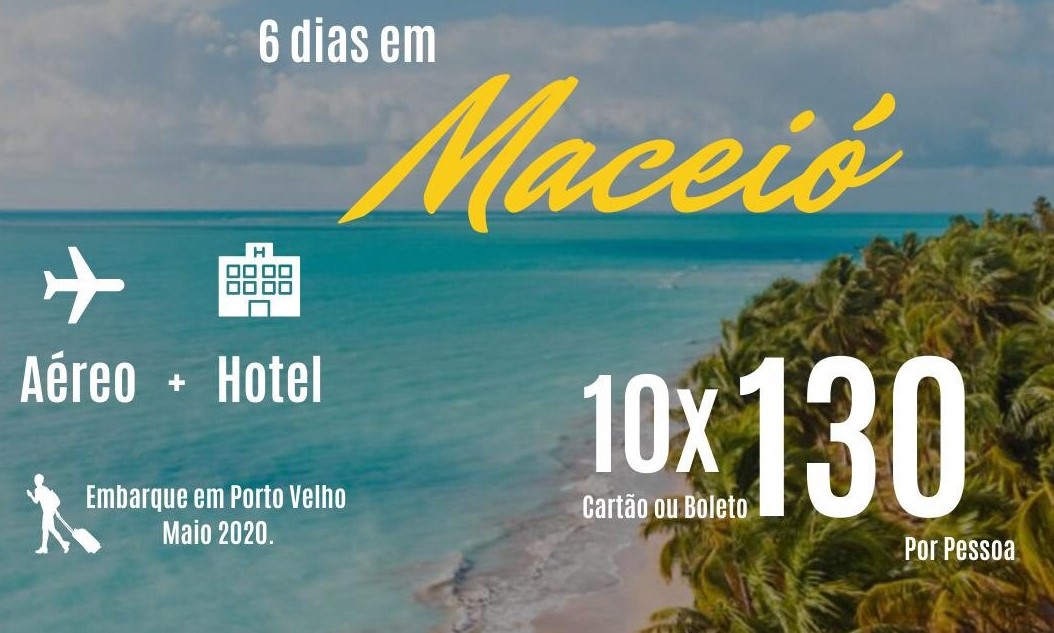 6 dias em
Maceió
H
Aéreo + Hotel
10x 130
Cartão ou Boleto
Por Pessoa
Embarque em Porto Velho
Maio 2020.